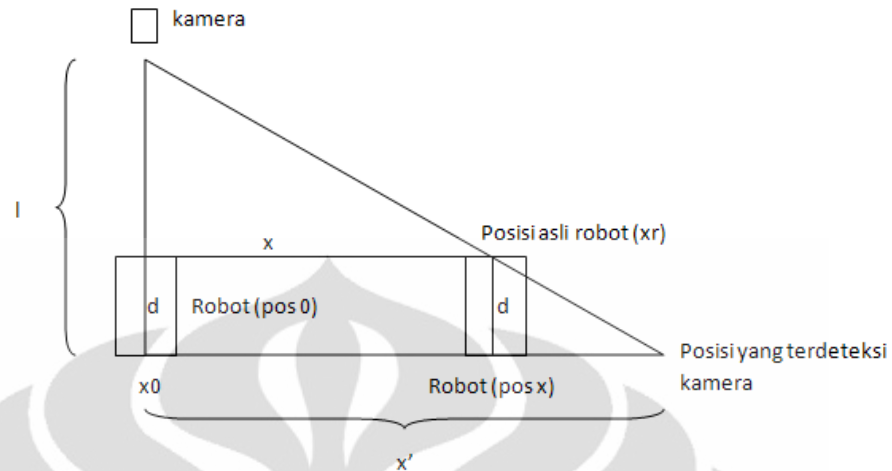 kamera
l
Posisi asli robot (xr)
x
d
Robot (pos 0)
d
Posisi yang terdeteksi
kamera
x0
Robot (pos x)
x'